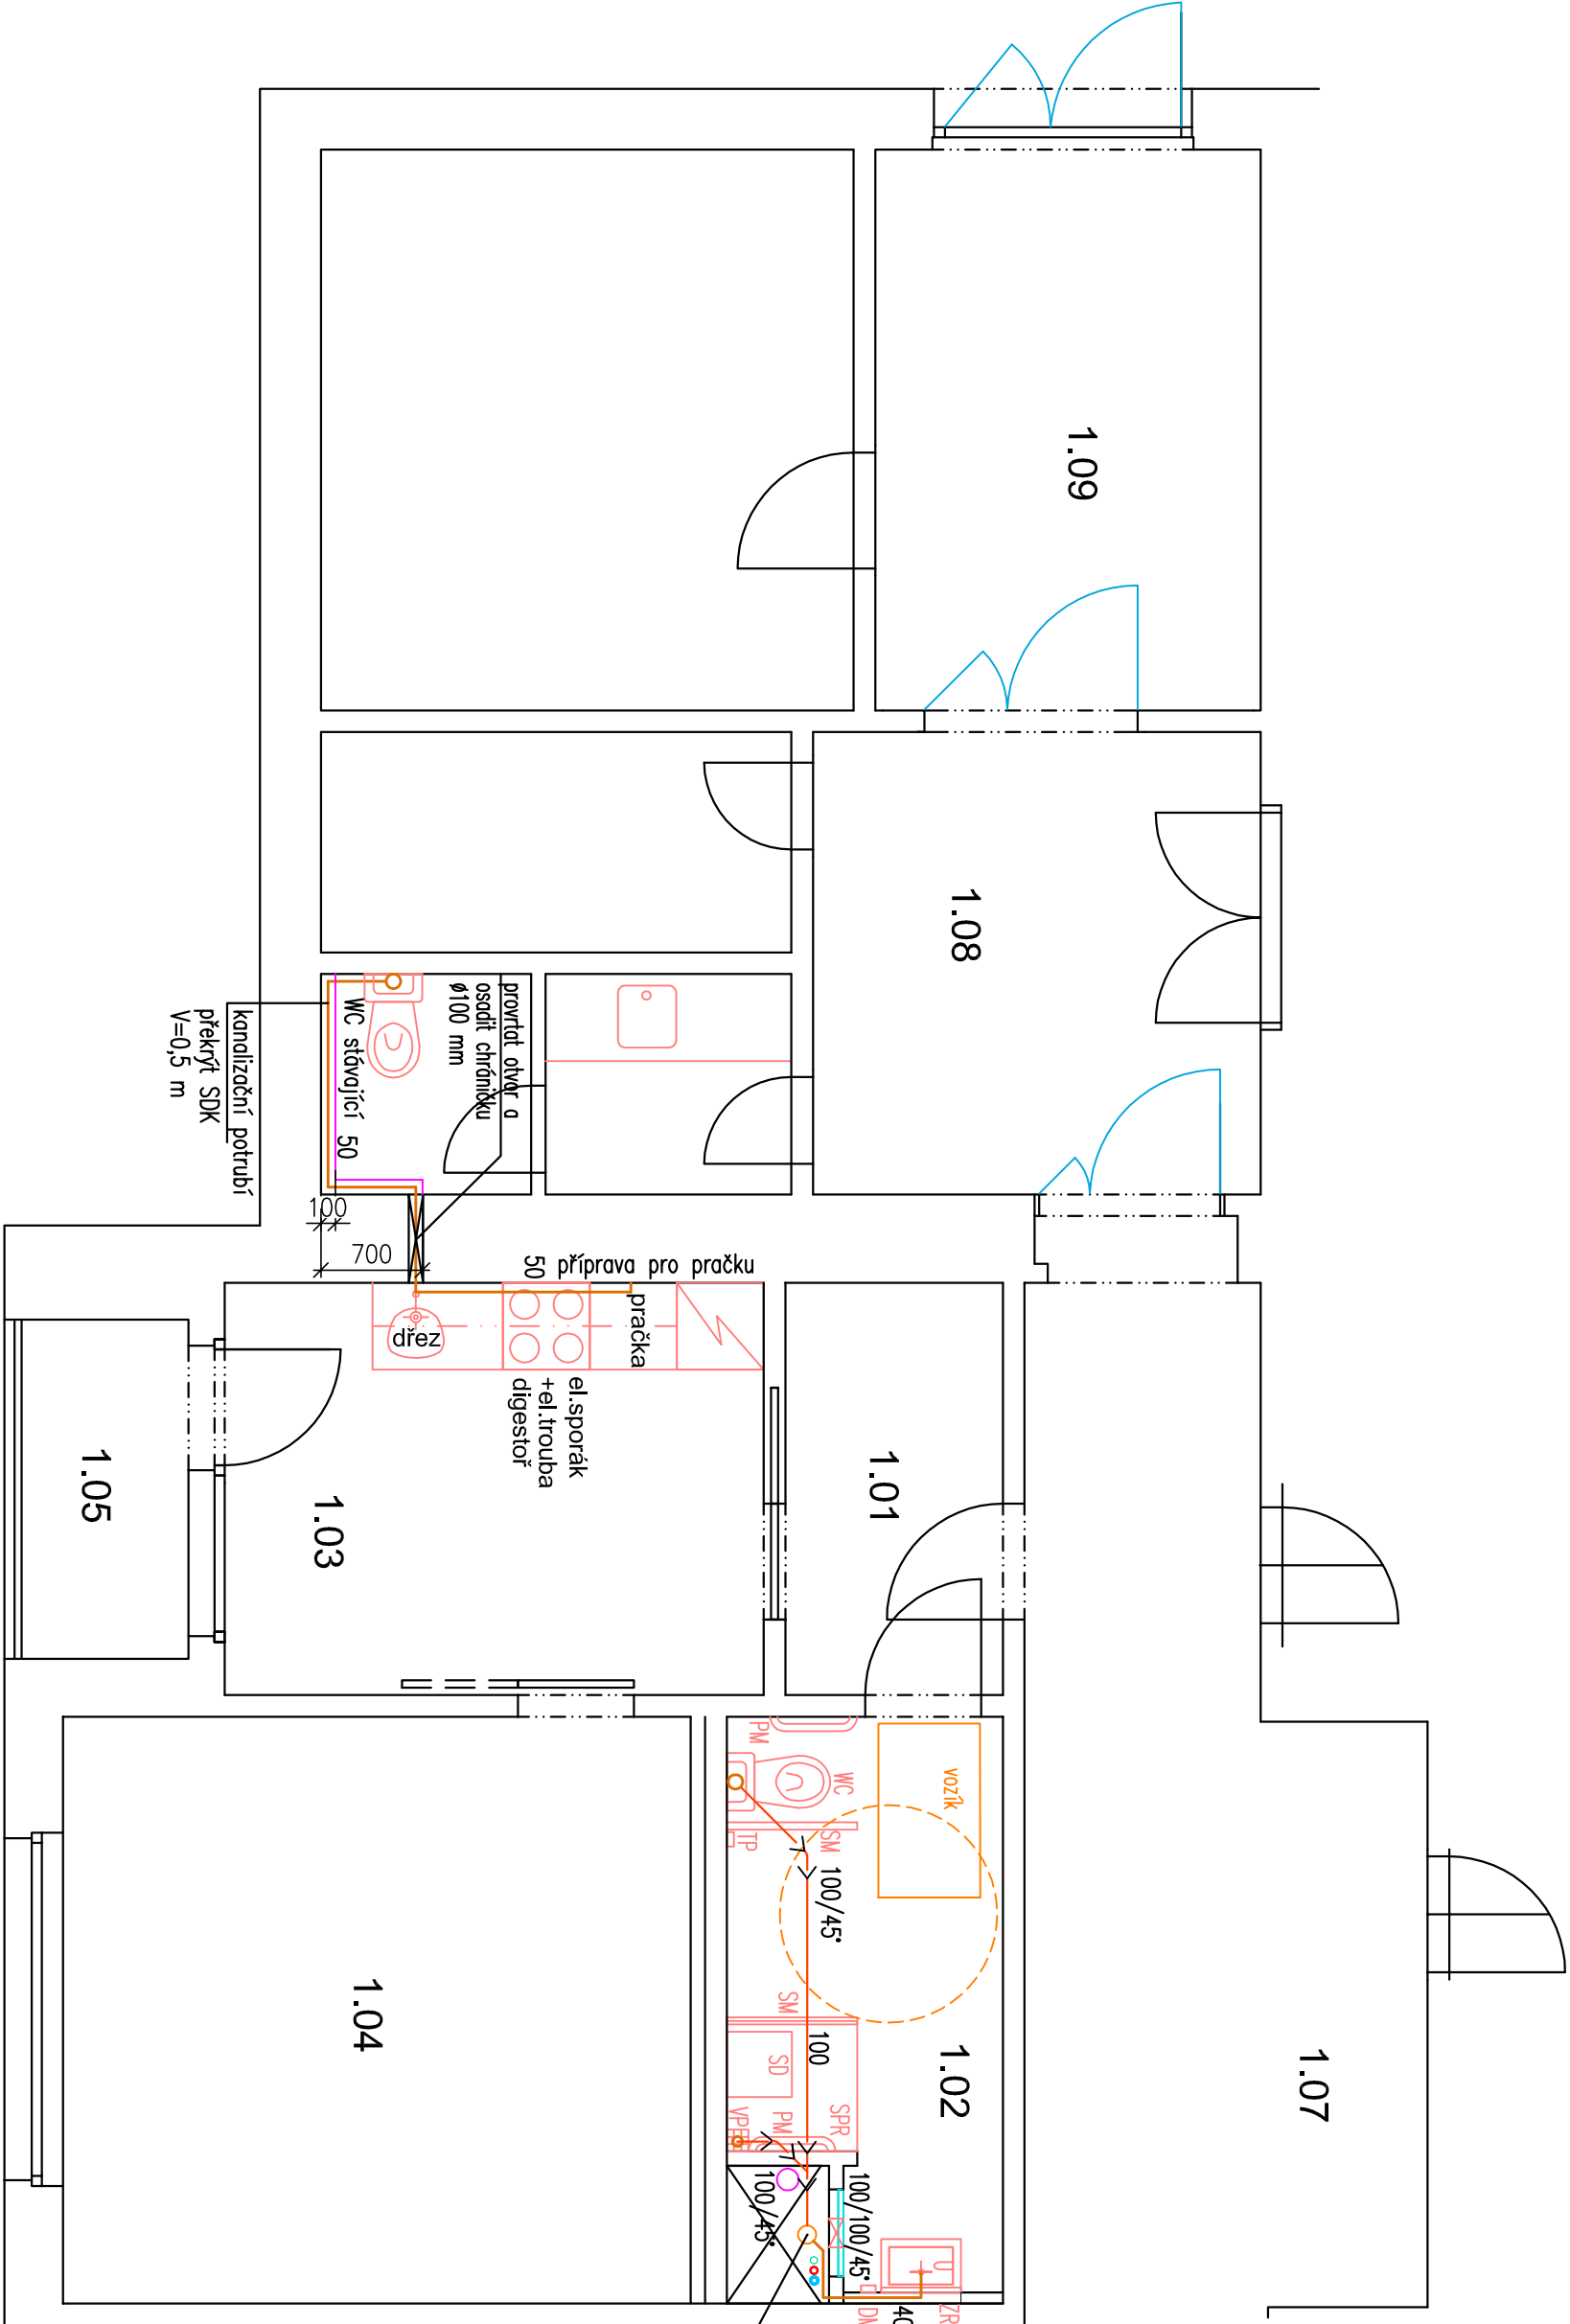 1.09
1.08
provrtat otvor a
osadit chráničku
ø100 mm
WC stávající 50
kanalizační potrubí
překrýt SDK
V=0,5 m
100
700
50 příprava pro pračku
pračka
dřez
el.sporák
+el.trouba
digestoř
1.01
1.03
1.05
PM
WC
vozík
SM
TP
100/45°
1.04
1.07
1.02
SM
100
SD
SPR
PM
VP
100/45°
100/100/45°
ZR
40